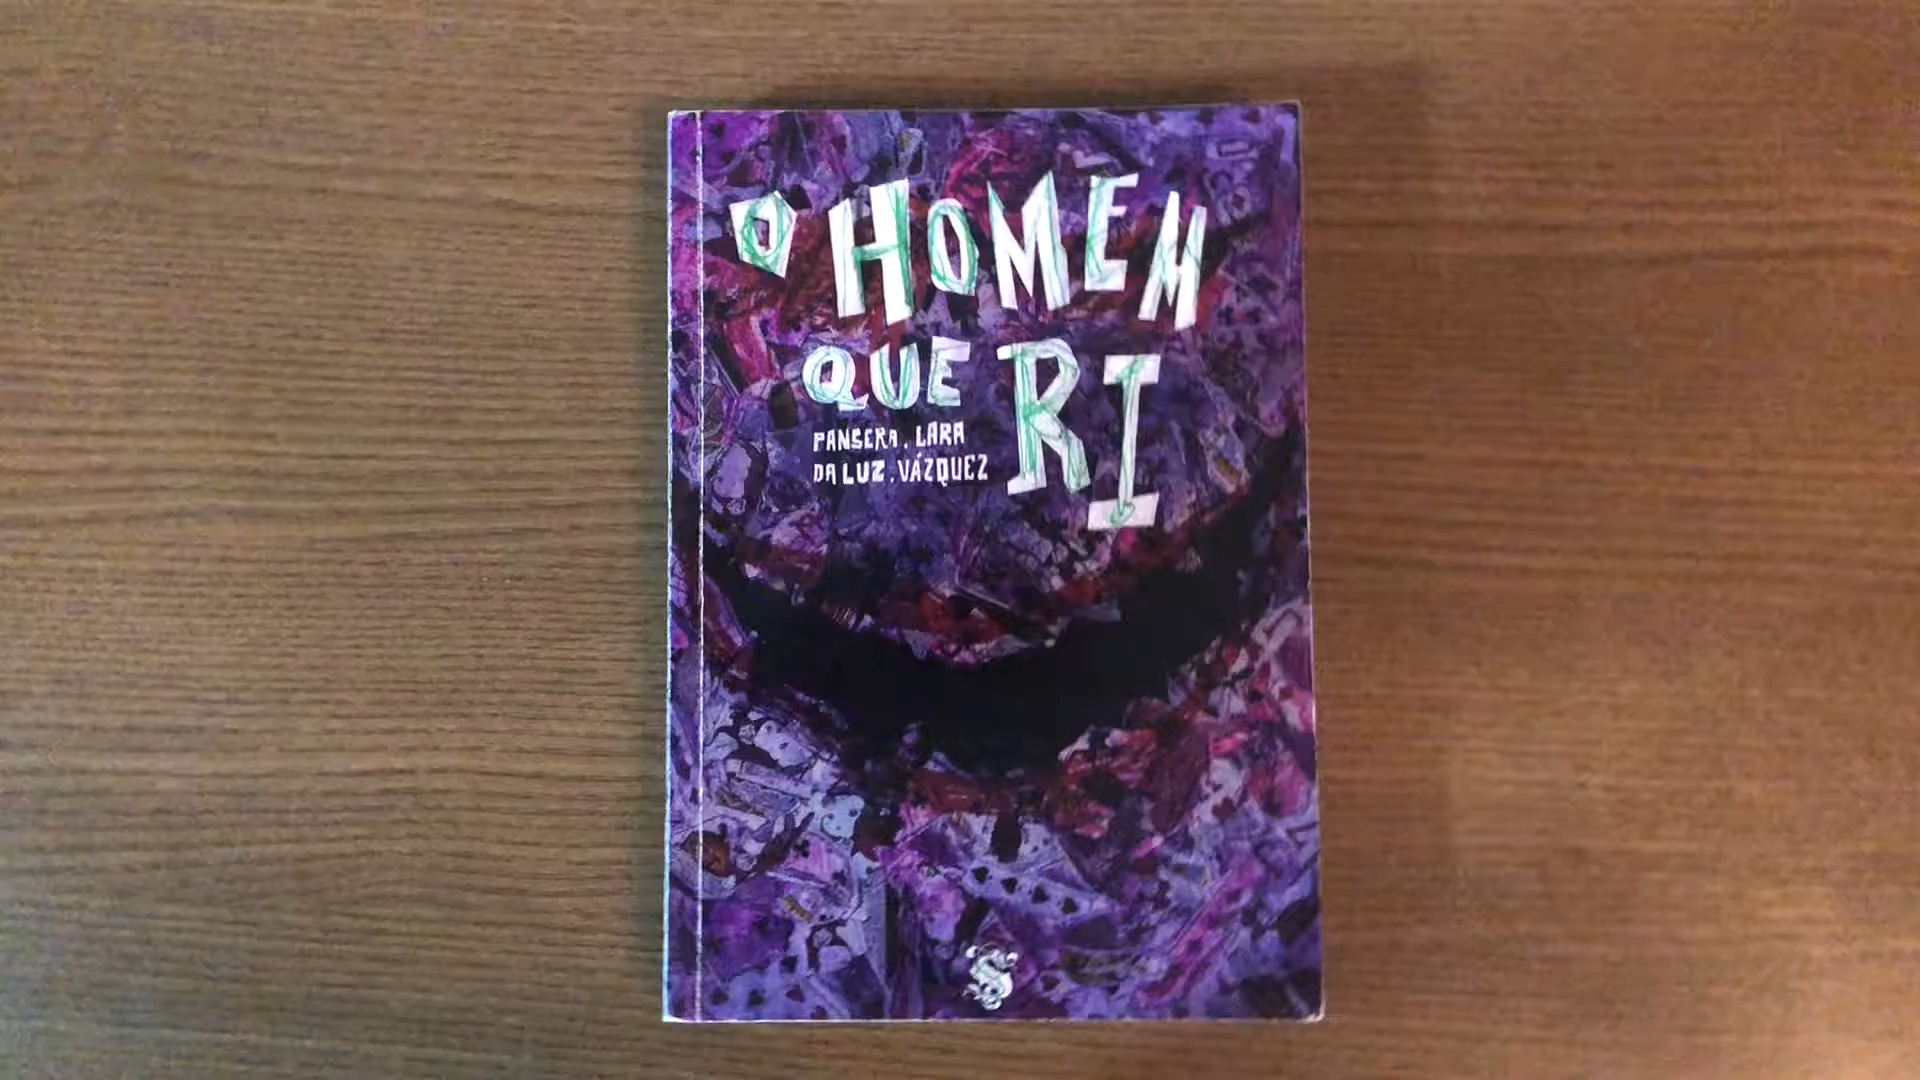 O HOMEM
QUE RI
PANSERA . LARA
DA LUZ . VÁZQUEZ